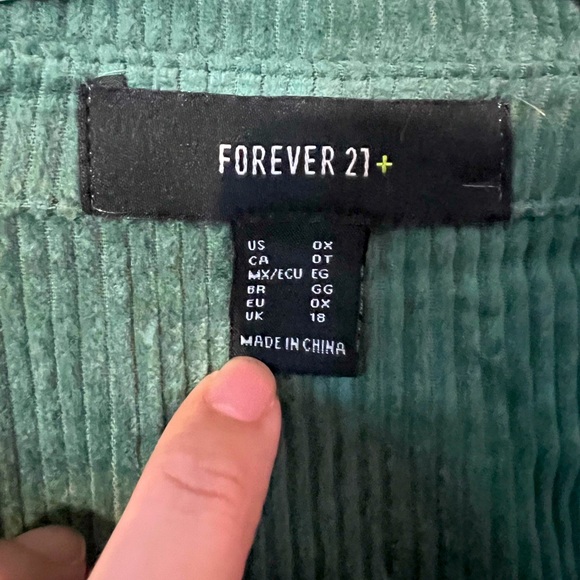 FOREVER 21+
US 0X
CA 0T
MX/ECU EG
BR GG
EU 0X
UK 18
MADE IN CHINA